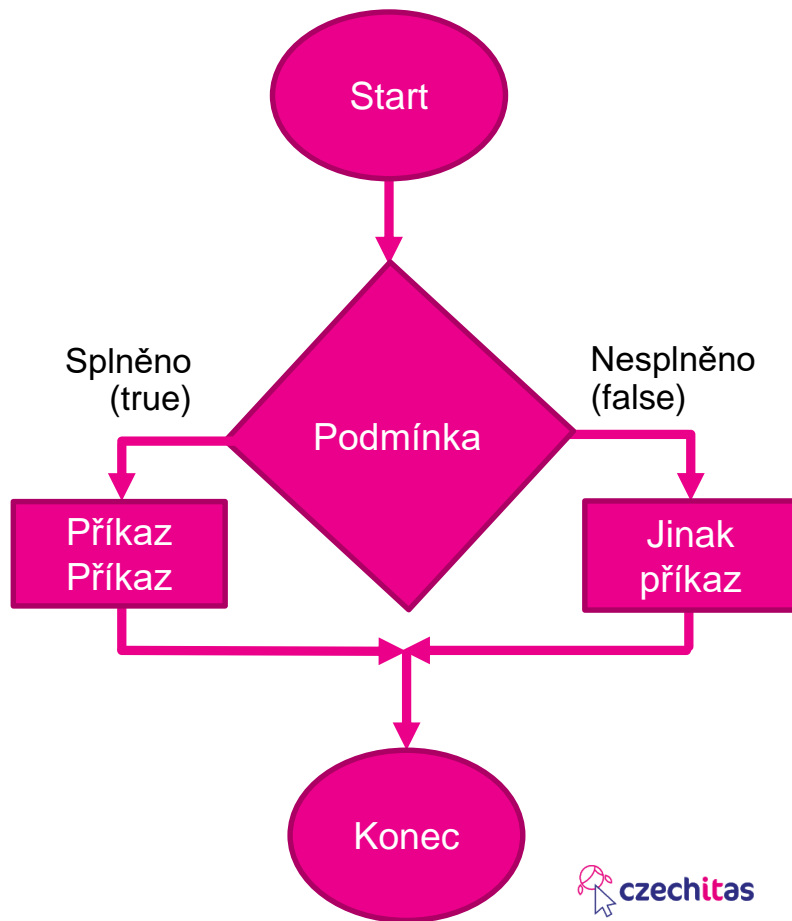 Start
Splněno
(true)
Nesplněno
(false)
Podmínka
Příkaz
Příkaz
Jinak
příkaz
Konec
czechitas